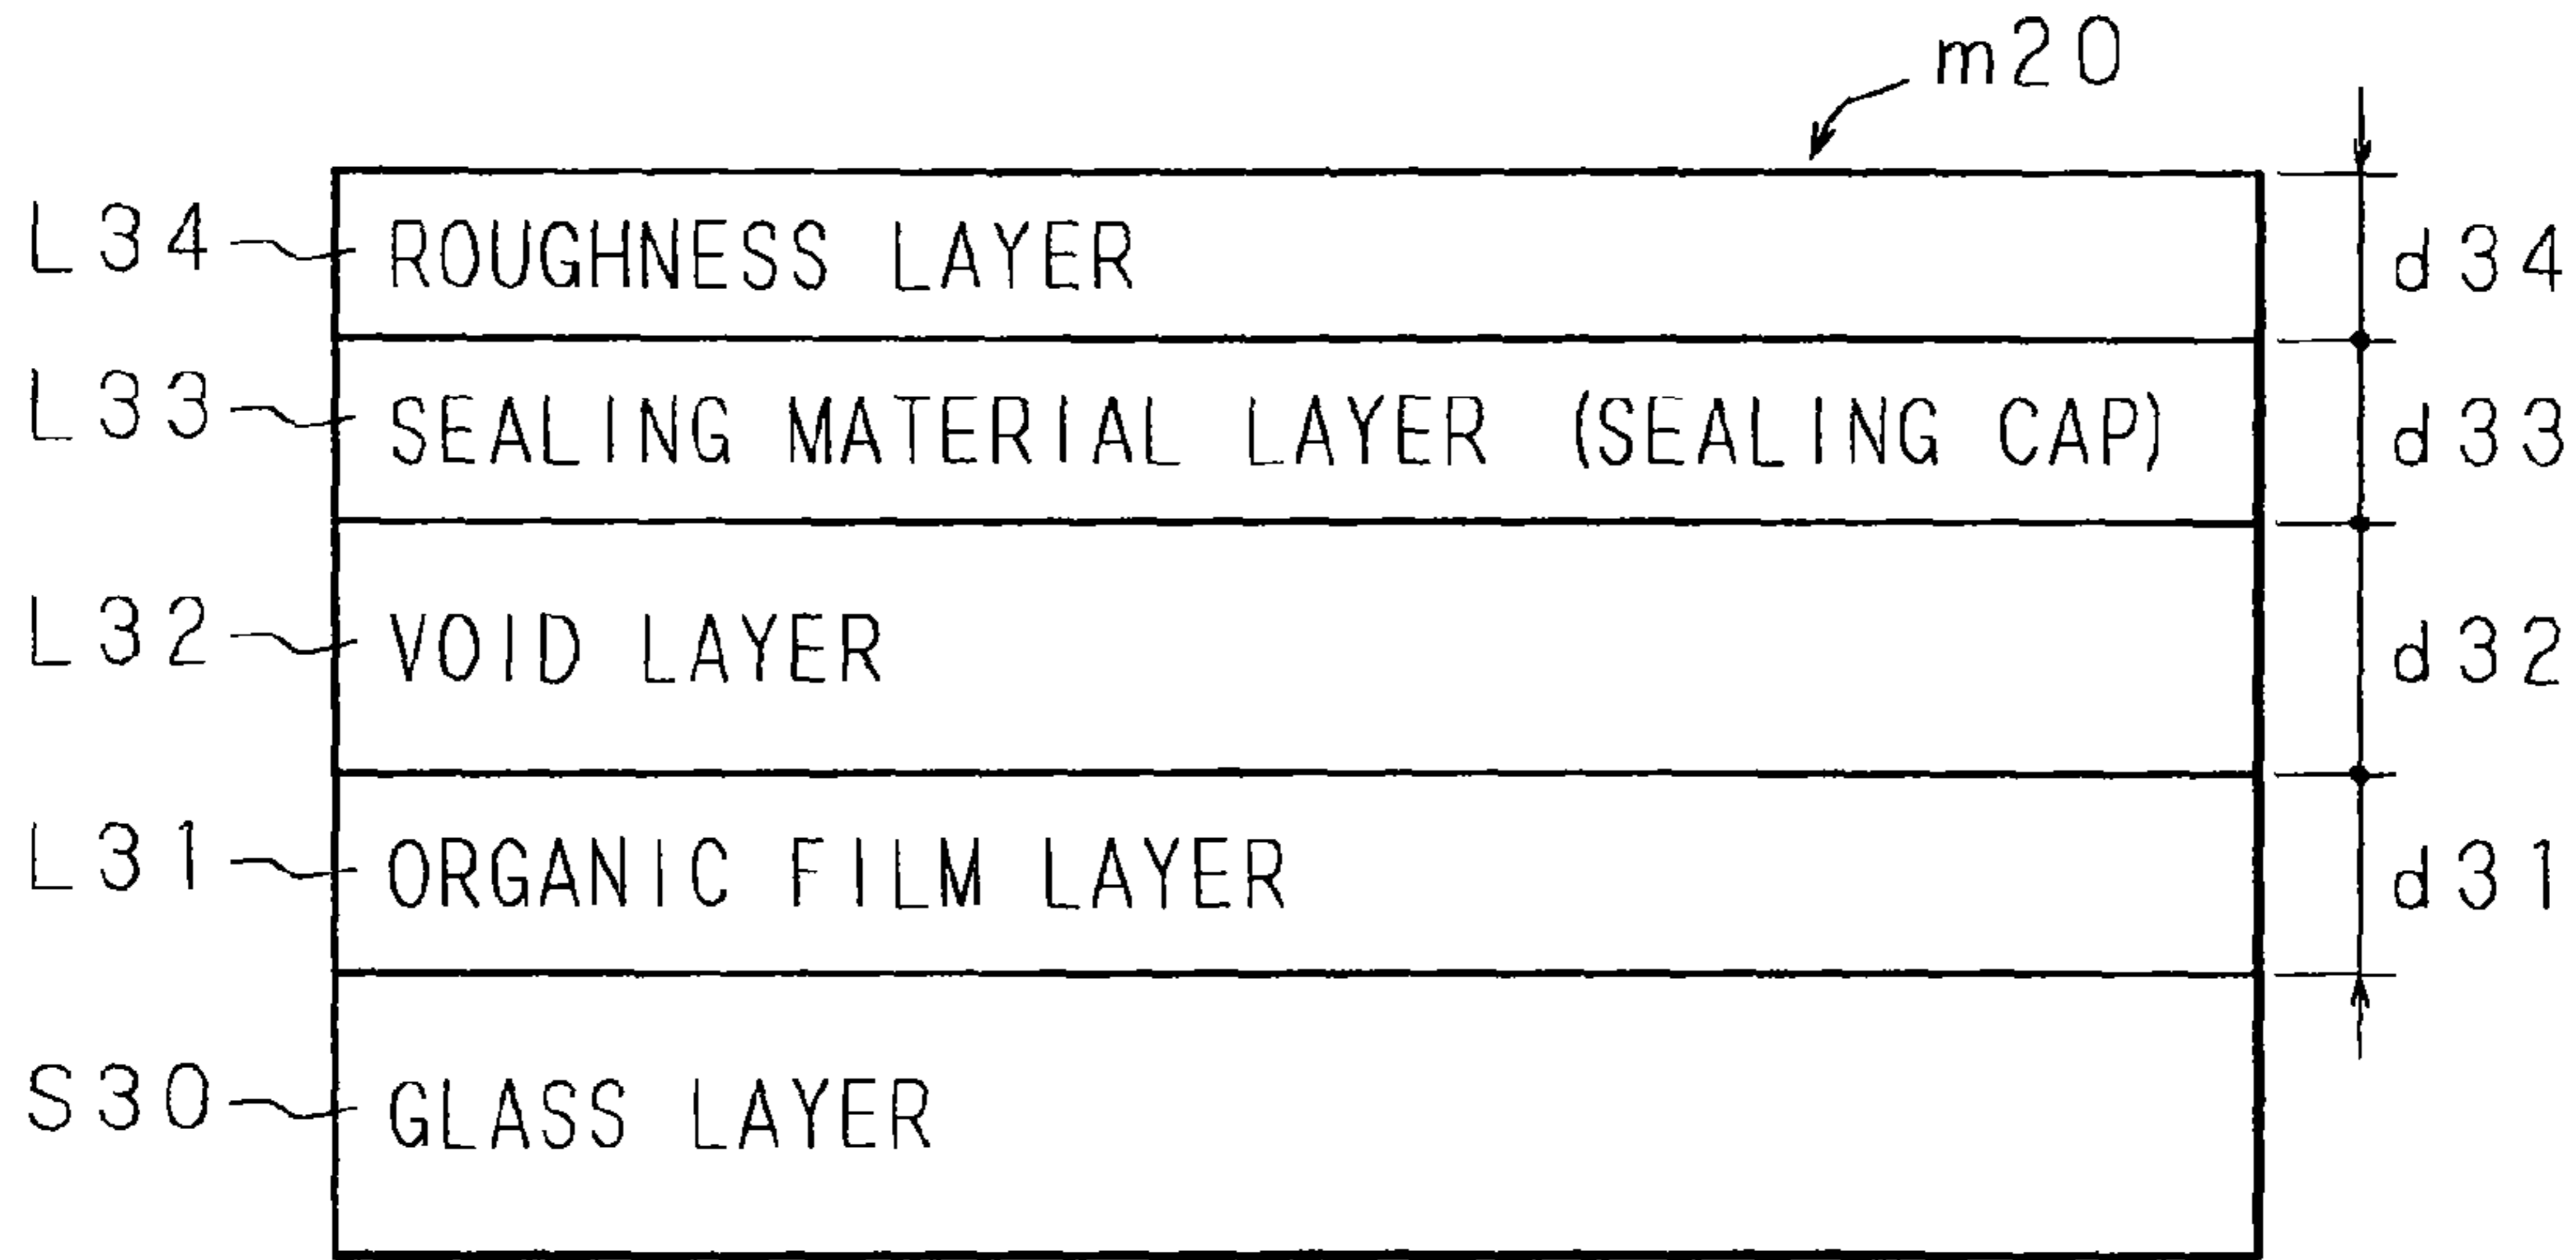 m20
L34 ROUGHNESS LAYER d34
L33 SEALING MATERIAL LAYER (SEALING CAP) d33
L32 VOID LAYER d32
L31 ORGANIC FILM LAYER d31
S30 GLASS LAYER